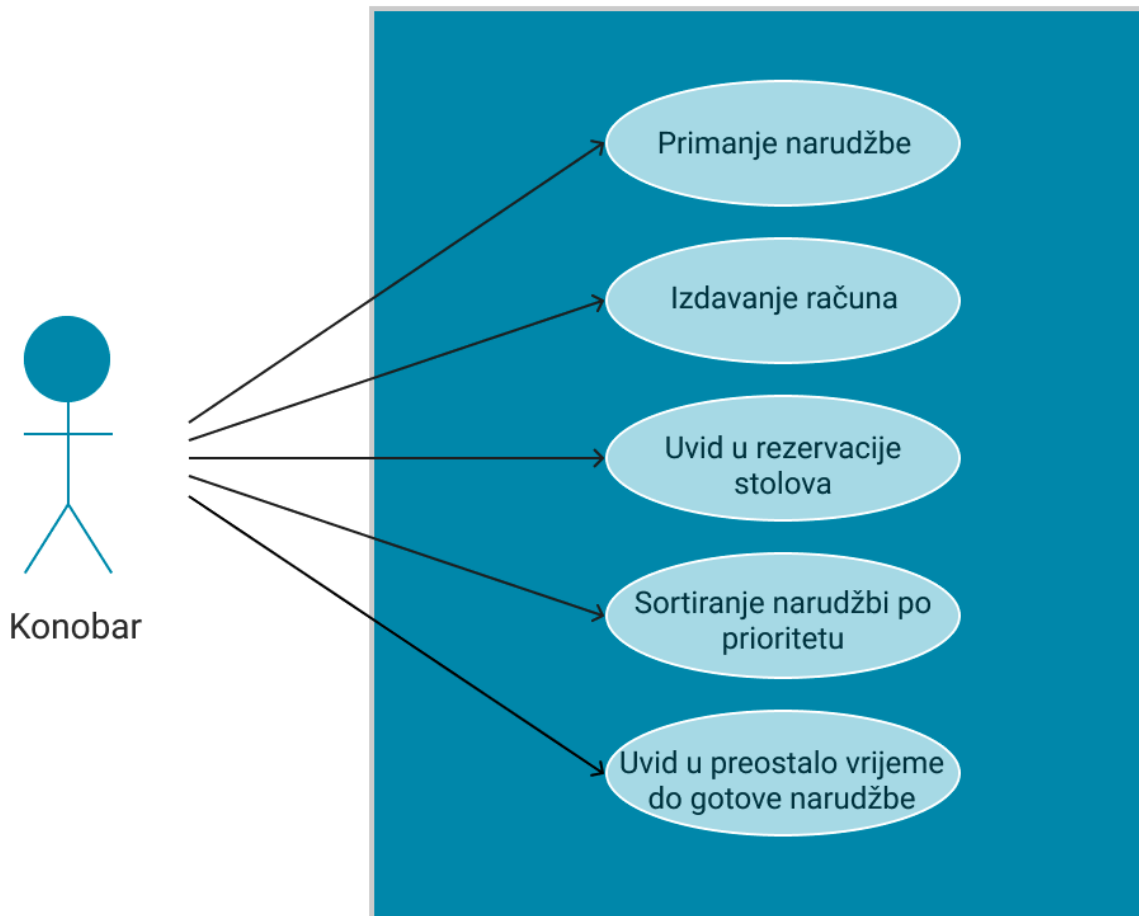 Primanje narudžbe
Izdavanje računa
Uvid u rezervacije
stolova
Sortiranje narudžbi po
prioritetu
Uvid u preostalo vrijeme
do gotove narudžbe
Konobar